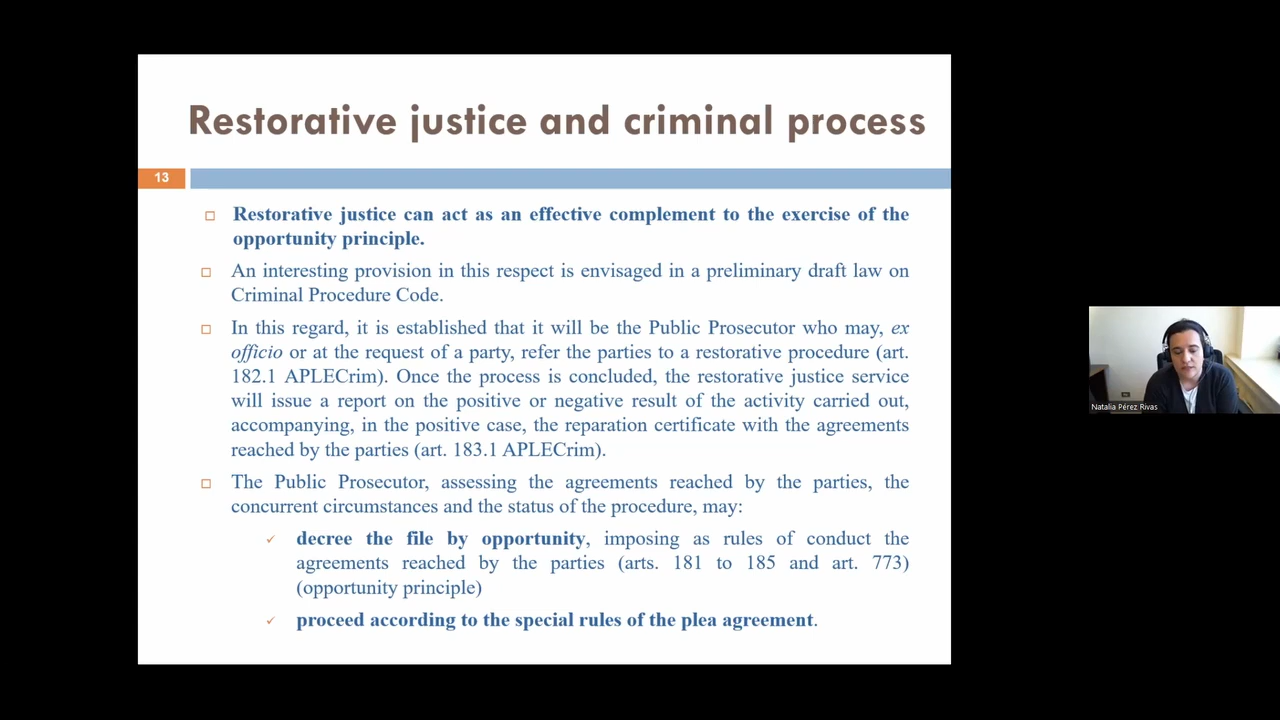 Restorative justice and criminal process
13
Restorative justice can act as an effective complement to the exercise of the
opportunity principle.
An interesting provision in this respect is envisaged in a preliminary draft law on
Criminal Procedure Code.
In this regard, it is established that it will be the Public Prosecutor who may, ex
officio or at the request of a party, refer the parties to a restorative procedure (art.
182.1 APLECrim). Once the process is concluded, the restorative justice service
will issue a report on the positive or negative result of the activity carried out,
accompanying, in the positive case, the reparation certificate with the agreements
reached by the parties (art. 183.1 APLECrim).
The Public Prosecutor, assessing the agreements reached by the parties, the
concurrent circumstances and the status of the procedure, may:
decree the file by opportunity, imposing as rules of conduct the
agreements reached by the parties (arts. 181 to 185 and art. 773)
(opportunity principle)
proceed according to the special rules of the plea agreement.
Natalia Pérez Rivas